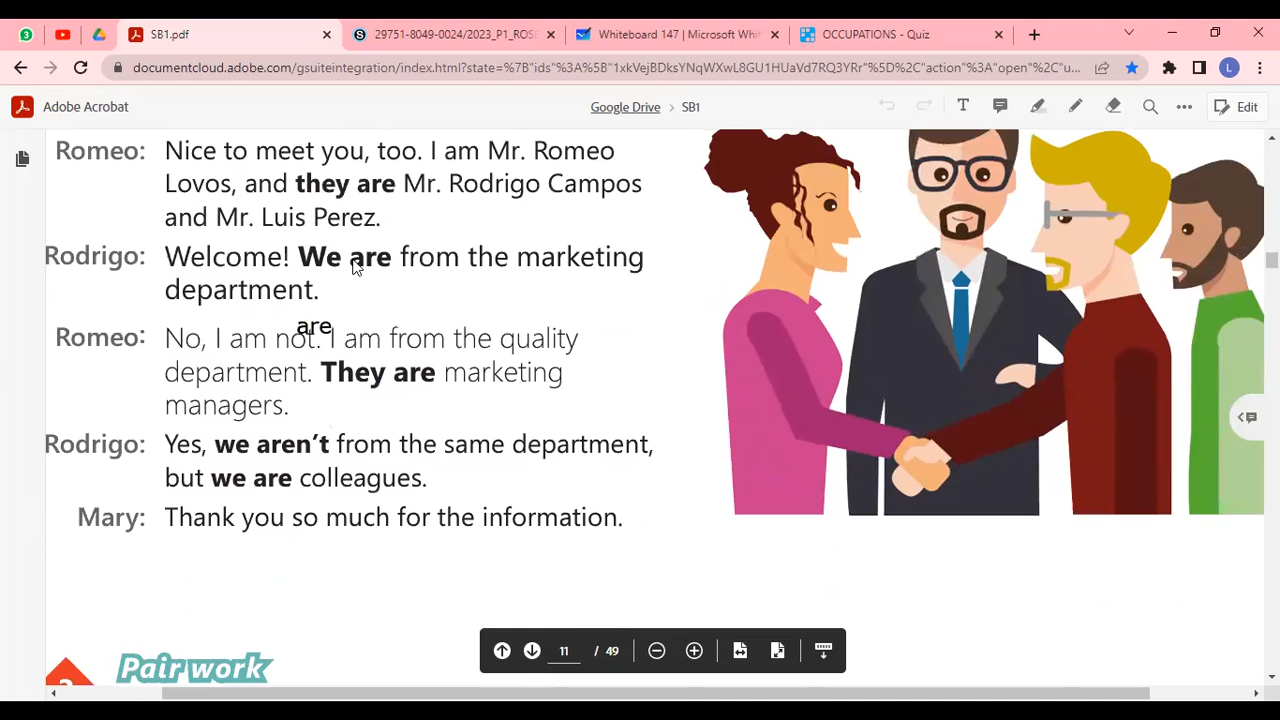 3
SB1.pdf
29751-8049-0024/2023_P1_ROSE
Whiteboard 147 | Microsoft Whit
OCCUPATIONS - Quiz
documentcloud.adobe.com/gsuiteintegration/index.html?state=%7B"ids"%3A%5B"1xkVejBDksYNqWXwL8GU1HUaVd7RQ3YRr"%5D%2C"action"%3A"open"%2C"u...
L
Adobe Acrobat
Google Drive > SB1
Edit
Romeo: Nice to meet you, too. I am Mr. Romeo
Lovos, and they are Mr. Rodrigo Campos
and Mr. Luis Perez.
Rodrigo: Welcome! We are from the marketing
department.
are
Romeo: No, I am not. I am from the quality
department. They are marketing
managers.
Rodrigo: Yes, we aren't from the same department,
but we are colleagues.
Mary: Thank you so much for the information.
11 / 49
Pair work